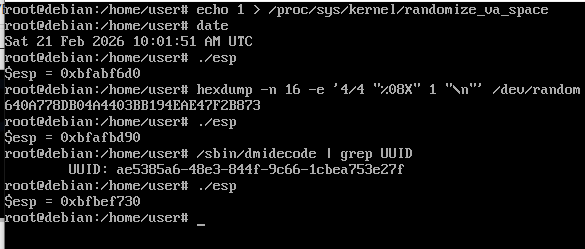 root@debian:/home/user# echo 1 > /proc/sys/kernel/randomize_va_space
root@debian:/home/user# date
Sat 21 Feb 2026 10:01:51 AM UTC
root@debian:/home/user# ./esp
$esp = 0xbfabf6d0
root@debian:/home/user# hexdump -n 16 -e '4/4 "%08X" 1 "\n"' /dev/random
640A778DB04A4403BB194EAE47F2B873
root@debian:/home/user# ./esp
$esp = 0xbfafbd90
root@debian:/home/user# /sbin/dmidecode | grep UUID
UUID: ae5385a6-48e3-844f-9c66-1cbea753e27f
root@debian:/home/user# ./esp
$esp = 0xbfbef730
root@debian:/home/user# _